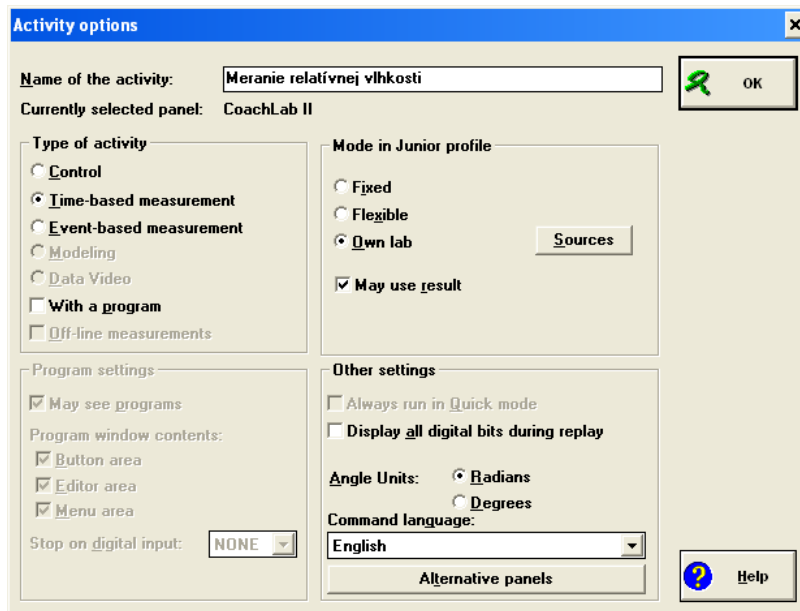 Activity options
Name of the activity: Meranie relatívnej vlhkosti
OK
Currently selected panel: CoachLab II
Type of activity
Control
Time-based measurement
Event-based measurement
Modeling
Data Video
With a program
Off-line measurements
Mode in Junior profile
Fixed
Flexible
Own lab
Sources
May use result
Program settings
May see programs
Program window contents:
Button area
Editor area
Menu area
Stop on digital input: NONE
Other settings
Always run in Quick mode
Display all digital bits during replay
Angle Units: Radians
Degrees
Command language:
English
Alternative panels
Help